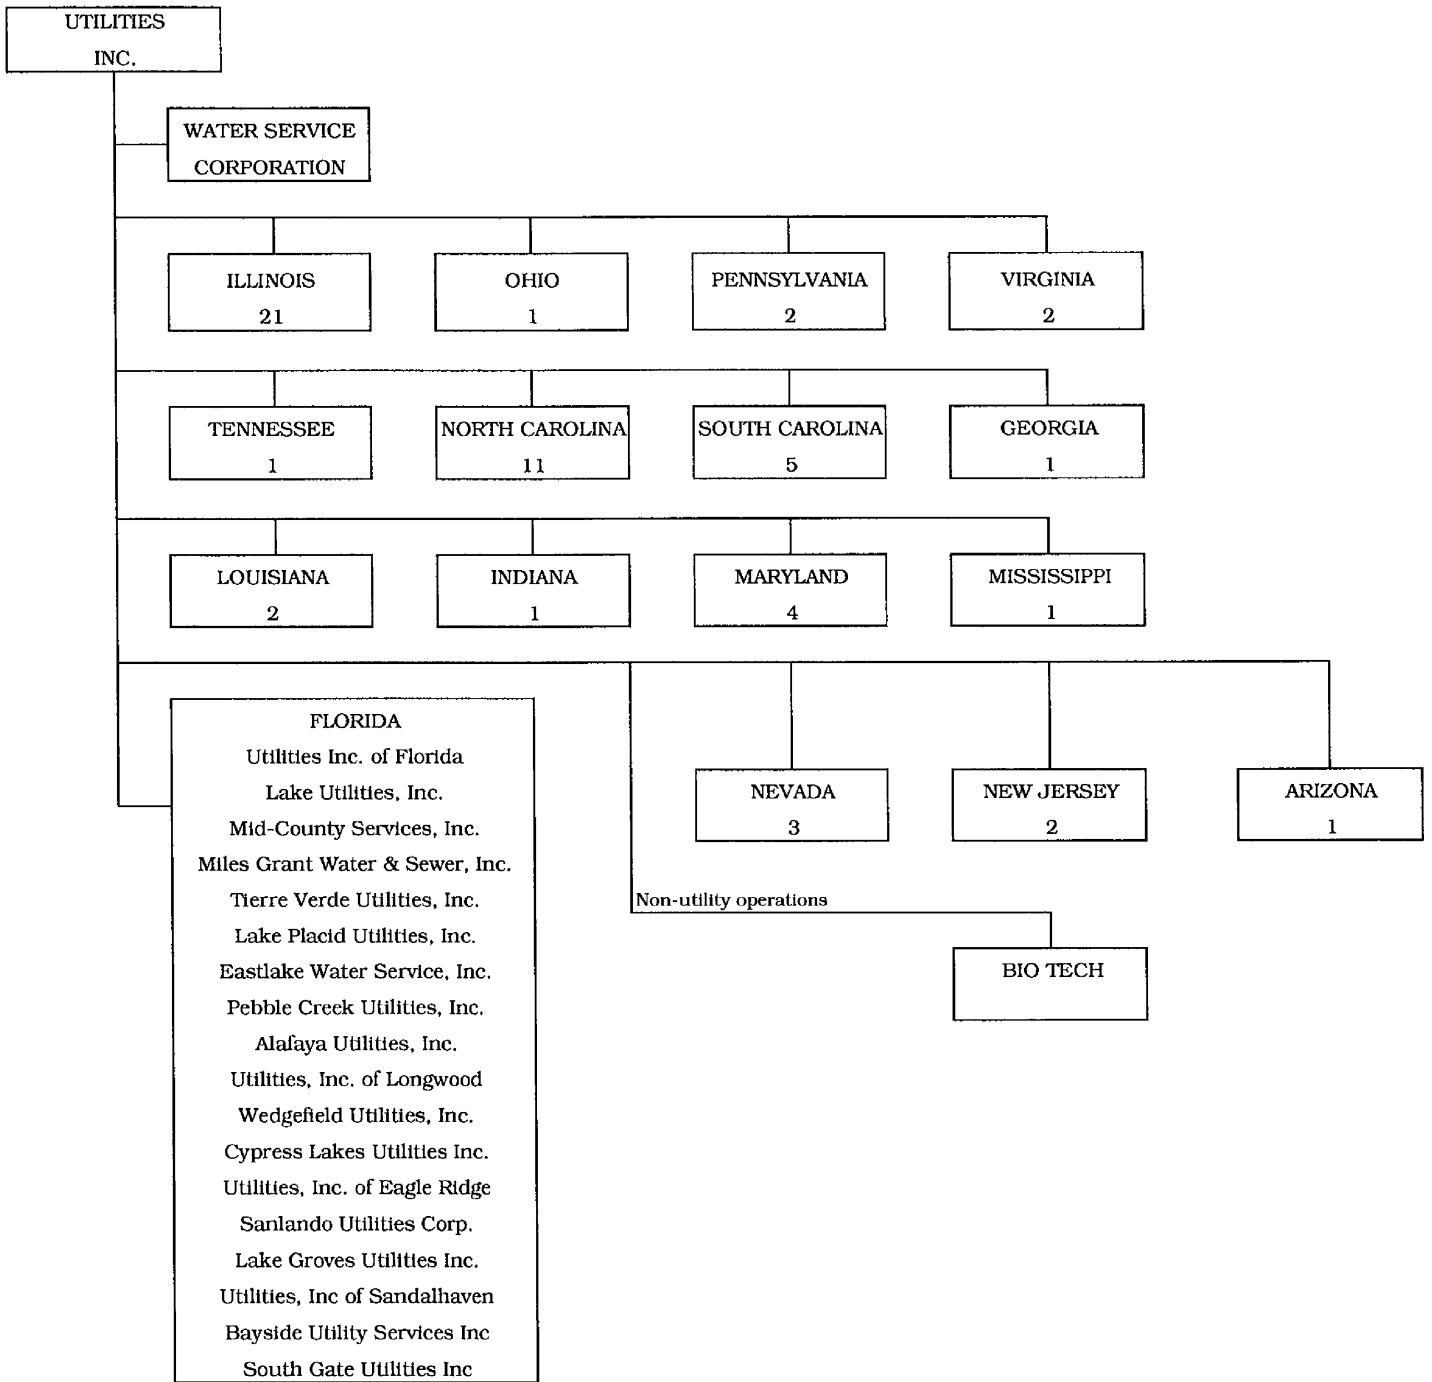 UTILITIES
INC.
WATER SERVICE
CORPORATION
ILLINOIS
21
OHIO
1
PENNSYLVANIA
2
VIRGINIA
2
TENNESSEE
1
NORTH CAROLINA
11
SOUTH CAROLINA
5
GEORGIA
1
LOUISIANA
2
INDIANA
1
MARYLAND
4
MISSISSIPPI
1
FLORIDA
Utilities Inc. of Florida
Lake Utilities, Inc.
Mid-County Services, Inc.
Miles Grant Water & Sewer, Inc.
Tierre Verde Utilities, Inc.
Lake Placid Utilities, Inc.
Eastlake Water Service, Inc.
Pebble Creek Utilities, Inc.
Alafaya Utilities, Inc.
Utilities, Inc. of Longwood
Wedgefield Utilities, Inc.
Cypress Lakes Utilities Inc.
Utilities, Inc. of Eagle Ridge
Sanlando Utilities Corp.
Lake Groves Utilities Inc.
Utilities, Inc of Sandalhaven
Bayside Utility Services Inc
South Gate Utilities Inc
NEVADA
3
NEW JERSEY
2
ARIZONA
1
Non-utility operations
BIO TECH